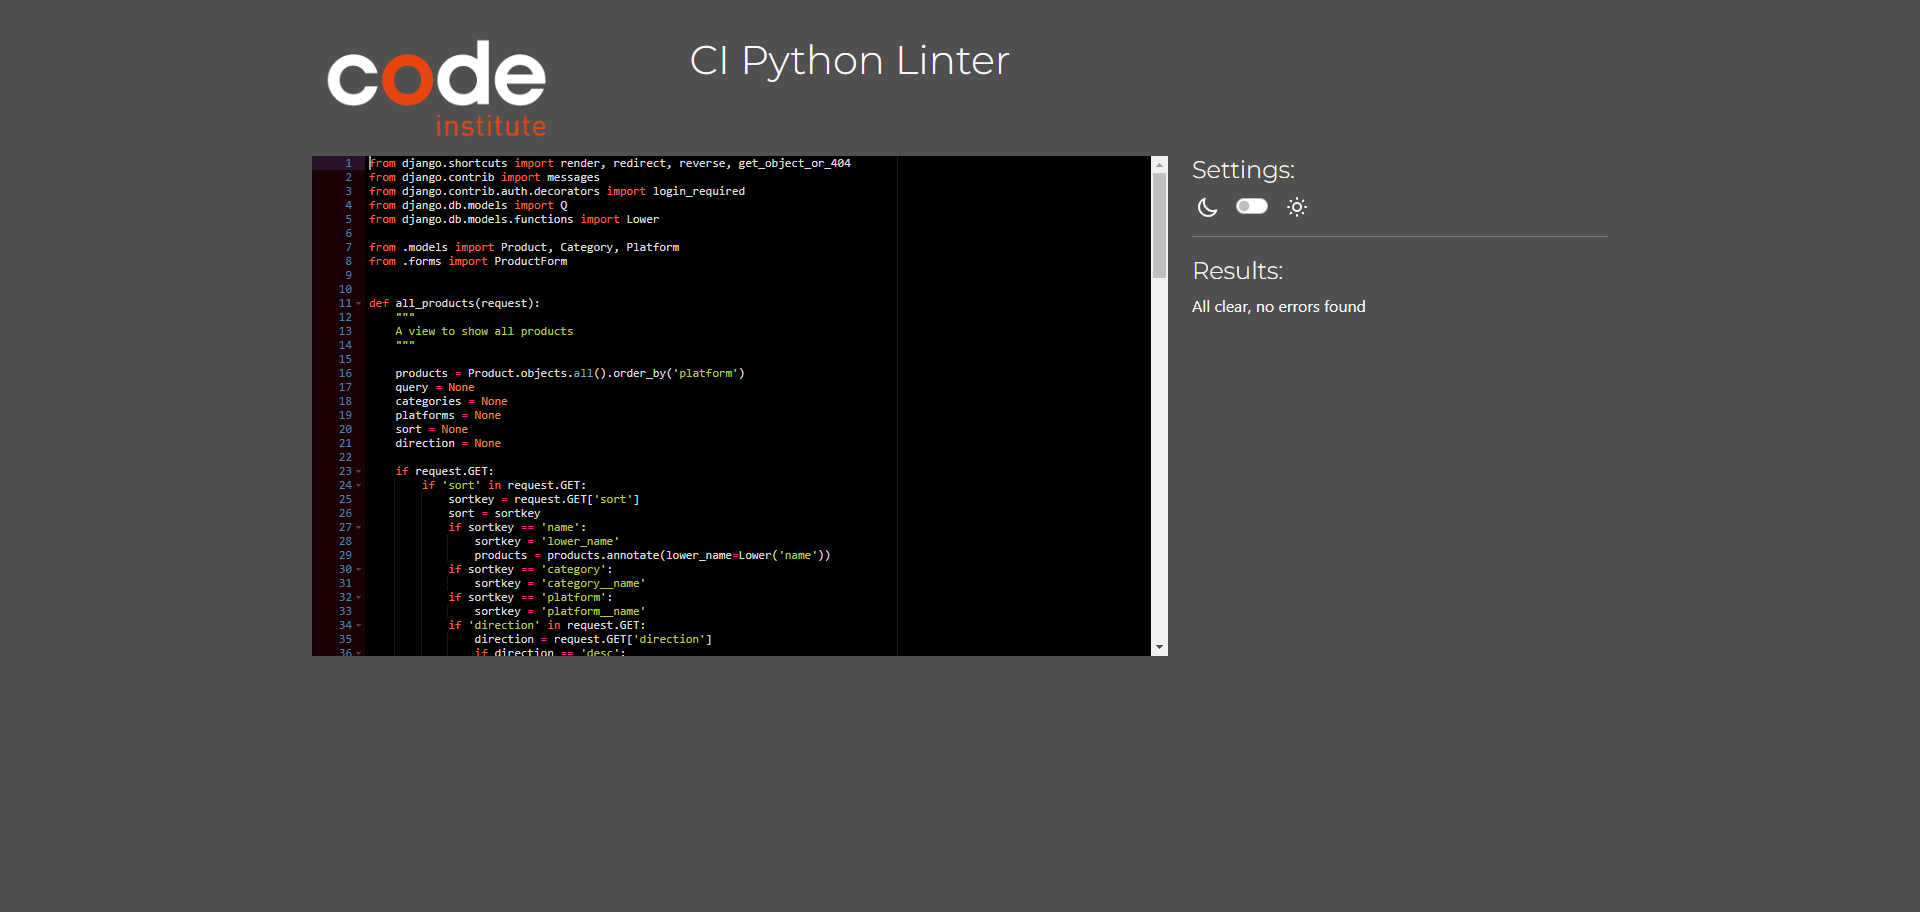 code
institute
CI Python Linter
1 from django.shortcuts import render, redirect, reverse, get_object_or_404
2 from django.contrib import messages
3 from django.contrib.auth.decorators import login_required
4 from django.db.models import Q
5 from django.db.models.functions import Lower
6
7 from .models import Product, Category, Platform
8 from .forms import ProductForm
9
10
11 def all_products(request):
12     """
13     A view to show all products
14     """
15
16     products = Product.objects.all().order_by('platform')
17     query = None
18     categories = None
19     platforms = None
20     sort = None
21     direction = None
22
23     if request.GET:
24         if 'sort' in request.GET:
25             sortkey = request.GET['sort']
26             sort = sortkey
27             if sortkey == 'name':
28                 sortkey = 'lower_name'
29                 products = products.annotate(lower_name=Lower('name'))
30             if sortkey == 'category':
31                 sortkey = 'category__name'
32             if sortkey == 'platform':
33                 sortkey = 'platform__name'
34             if 'direction' in request.GET:
35                 direction = request.GET['direction']
36                 if direction == 'desc':
Settings:
Results:
All clear, no errors found